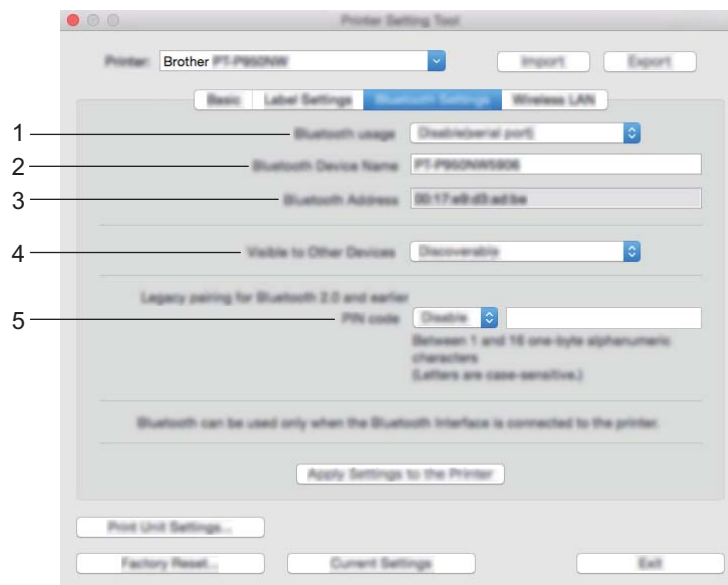 Printer Setting Tool
Printer: Brother PT-P950NW Import Export
Basic Label Settings Bluetooth Settings Wireless LAN
1 Bluetooth usage Disable(serial port)
2 Bluetooth Device Name PT-P950NW5906
3 Bluetooth Address 00:17:e9:d3:ad:be
4 Visible to Other Devices Discoverable
Legacy pairing for Bluetooth 2.0 and earlier
5 PIN code Disable
Between 1 and 16 one-byte alphanumeric
characters
(Letters are case-sensitive.)
Bluetooth can be used only when the Bluetooth Interface is connected to the printer.
Apply Settings to the Printer
Print Unit Settings...
Factory Reset... Current Settings Exit